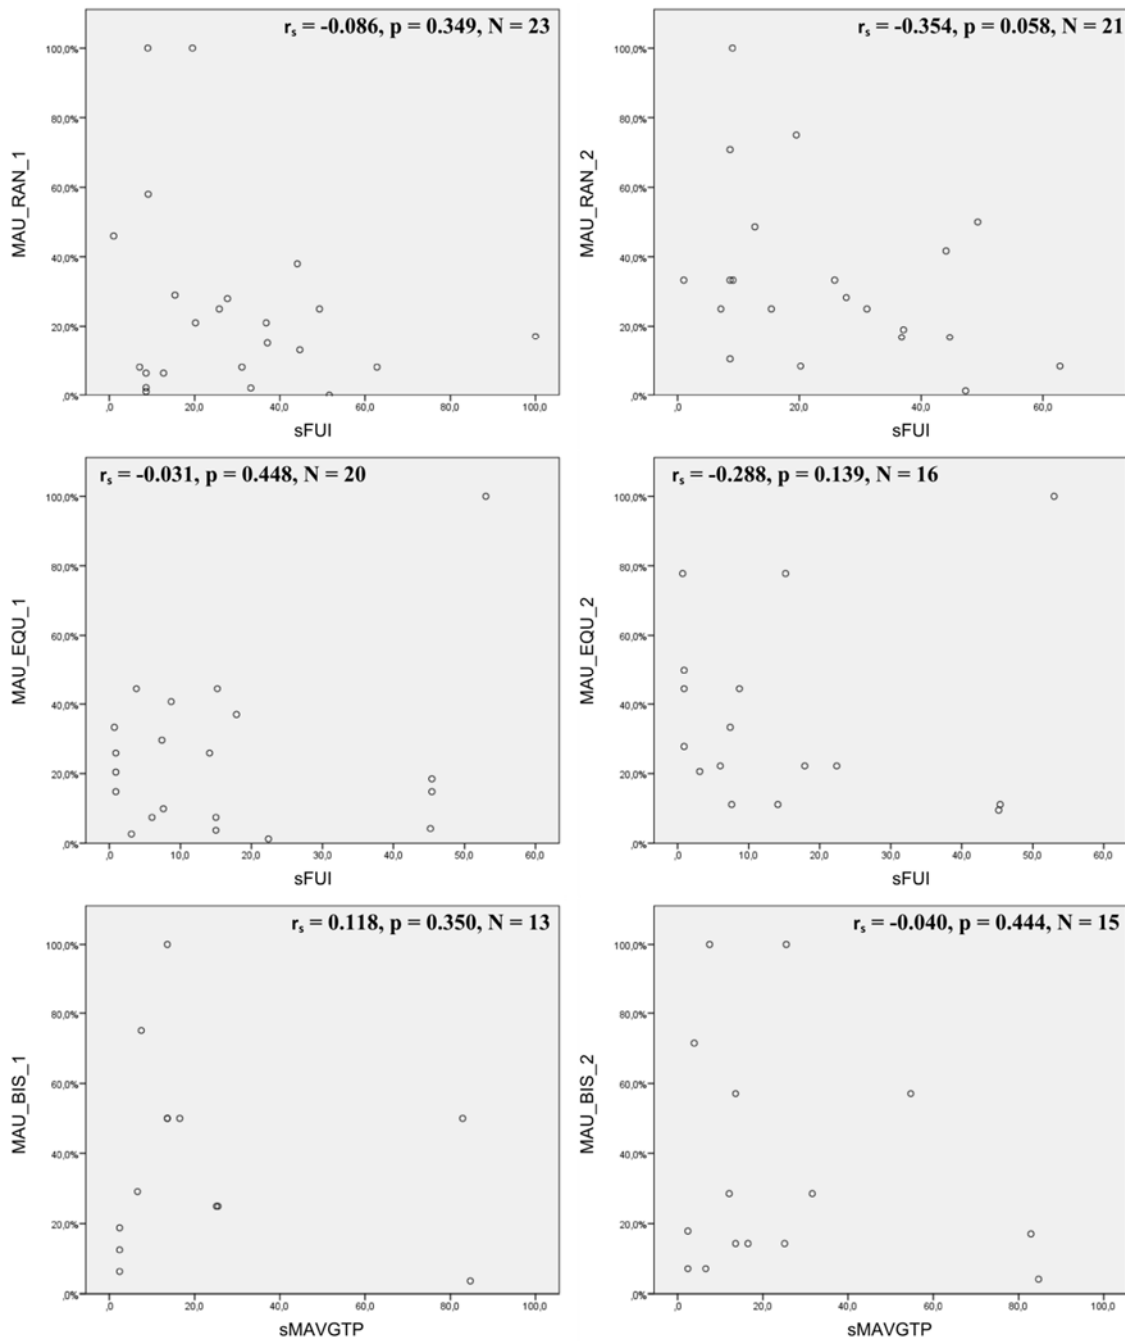 rₛ = -0.086, p = 0.349, N = 23
MAU_RAN_1
100,0%
80,0%
60,0%
40,0%
20,0%
,0%
,0 20,0 40,0 60,0 80,0 100,0
sFUI
rₛ = -0.354, p = 0.058, N = 21
MAU_RAN_2
100,0%
80,0%
60,0%
40,0%
20,0%
,0%
,0 20,0 40,0 60,0
sFUI
rₛ = -0.031, p = 0.448, N = 20
MAU_EQU_1
100,0%
80,0%
60,0%
40,0%
20,0%
,0%
,0 10,0 20,0 30,0 40,0 50,0 60,0
sFUI
rₛ = -0.288, p = 0.139, N = 16
MAU_EQU_2
100,0%
80,0%
60,0%
40,0%
20,0%
,0%
,0 10,0 20,0 30,0 40,0 50,0 60,0
sFUI
rₛ = 0.118, p = 0.350, N = 13
MAU_BIS_1
100,0%
80,0%
60,0%
40,0%
20,0%
,0%
,0 20,0 40,0 60,0 80,0 100,0
sMAVGTP
rₛ = -0.040, p = 0.444, N = 15
MAU_BIS_2
100,0%
80,0%
60,0%
40,0%
20,0%
,0%
,0 20,0 40,0 60,0 80,0 100,0
sMAVGTP